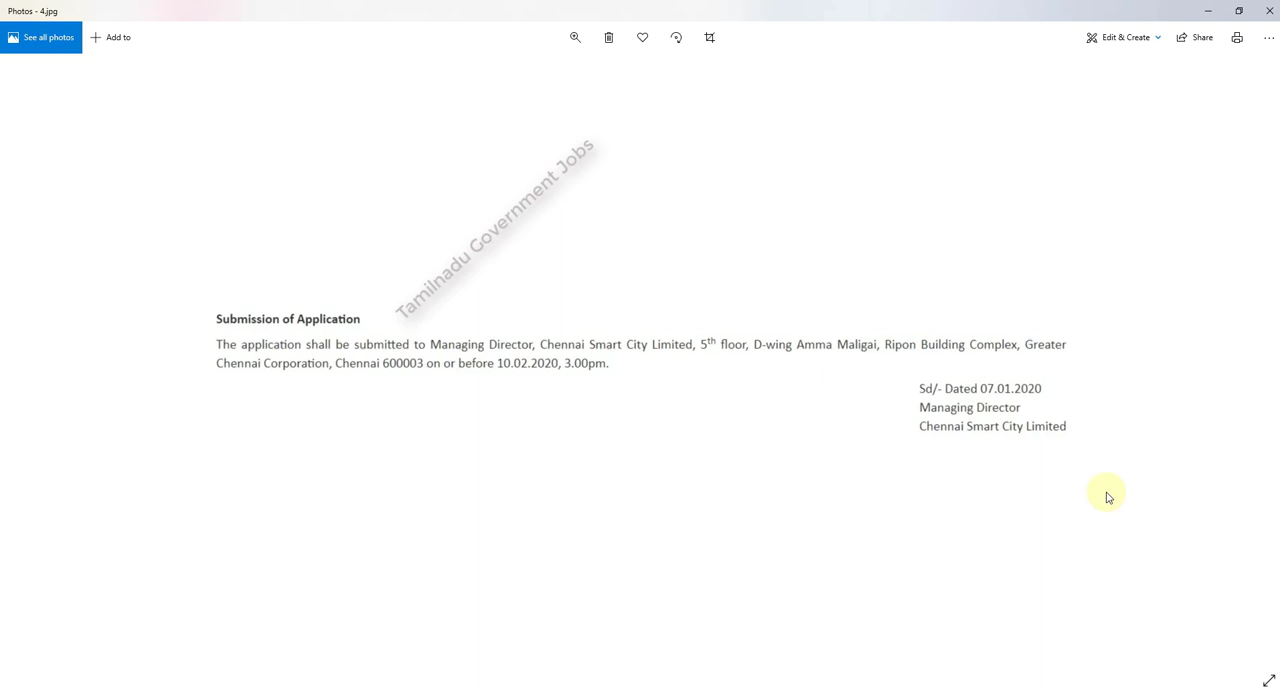 Photos - 4.jpg
See all photos
Add to
Edit & Create
Share
Tamilnadu Government Jobs
Submission of Application
The application shall be submitted to Managing Director, Chennai Smart City Limited, 5th floor, D-wing Amma Maligai, Ripon Building Complex, Greater
Chennai Corporation, Chennai 600003 on or before 10.02.2020, 3.00pm.
Sd/- Dated 07.01.2020
Managing Director
Chennai Smart City Limited